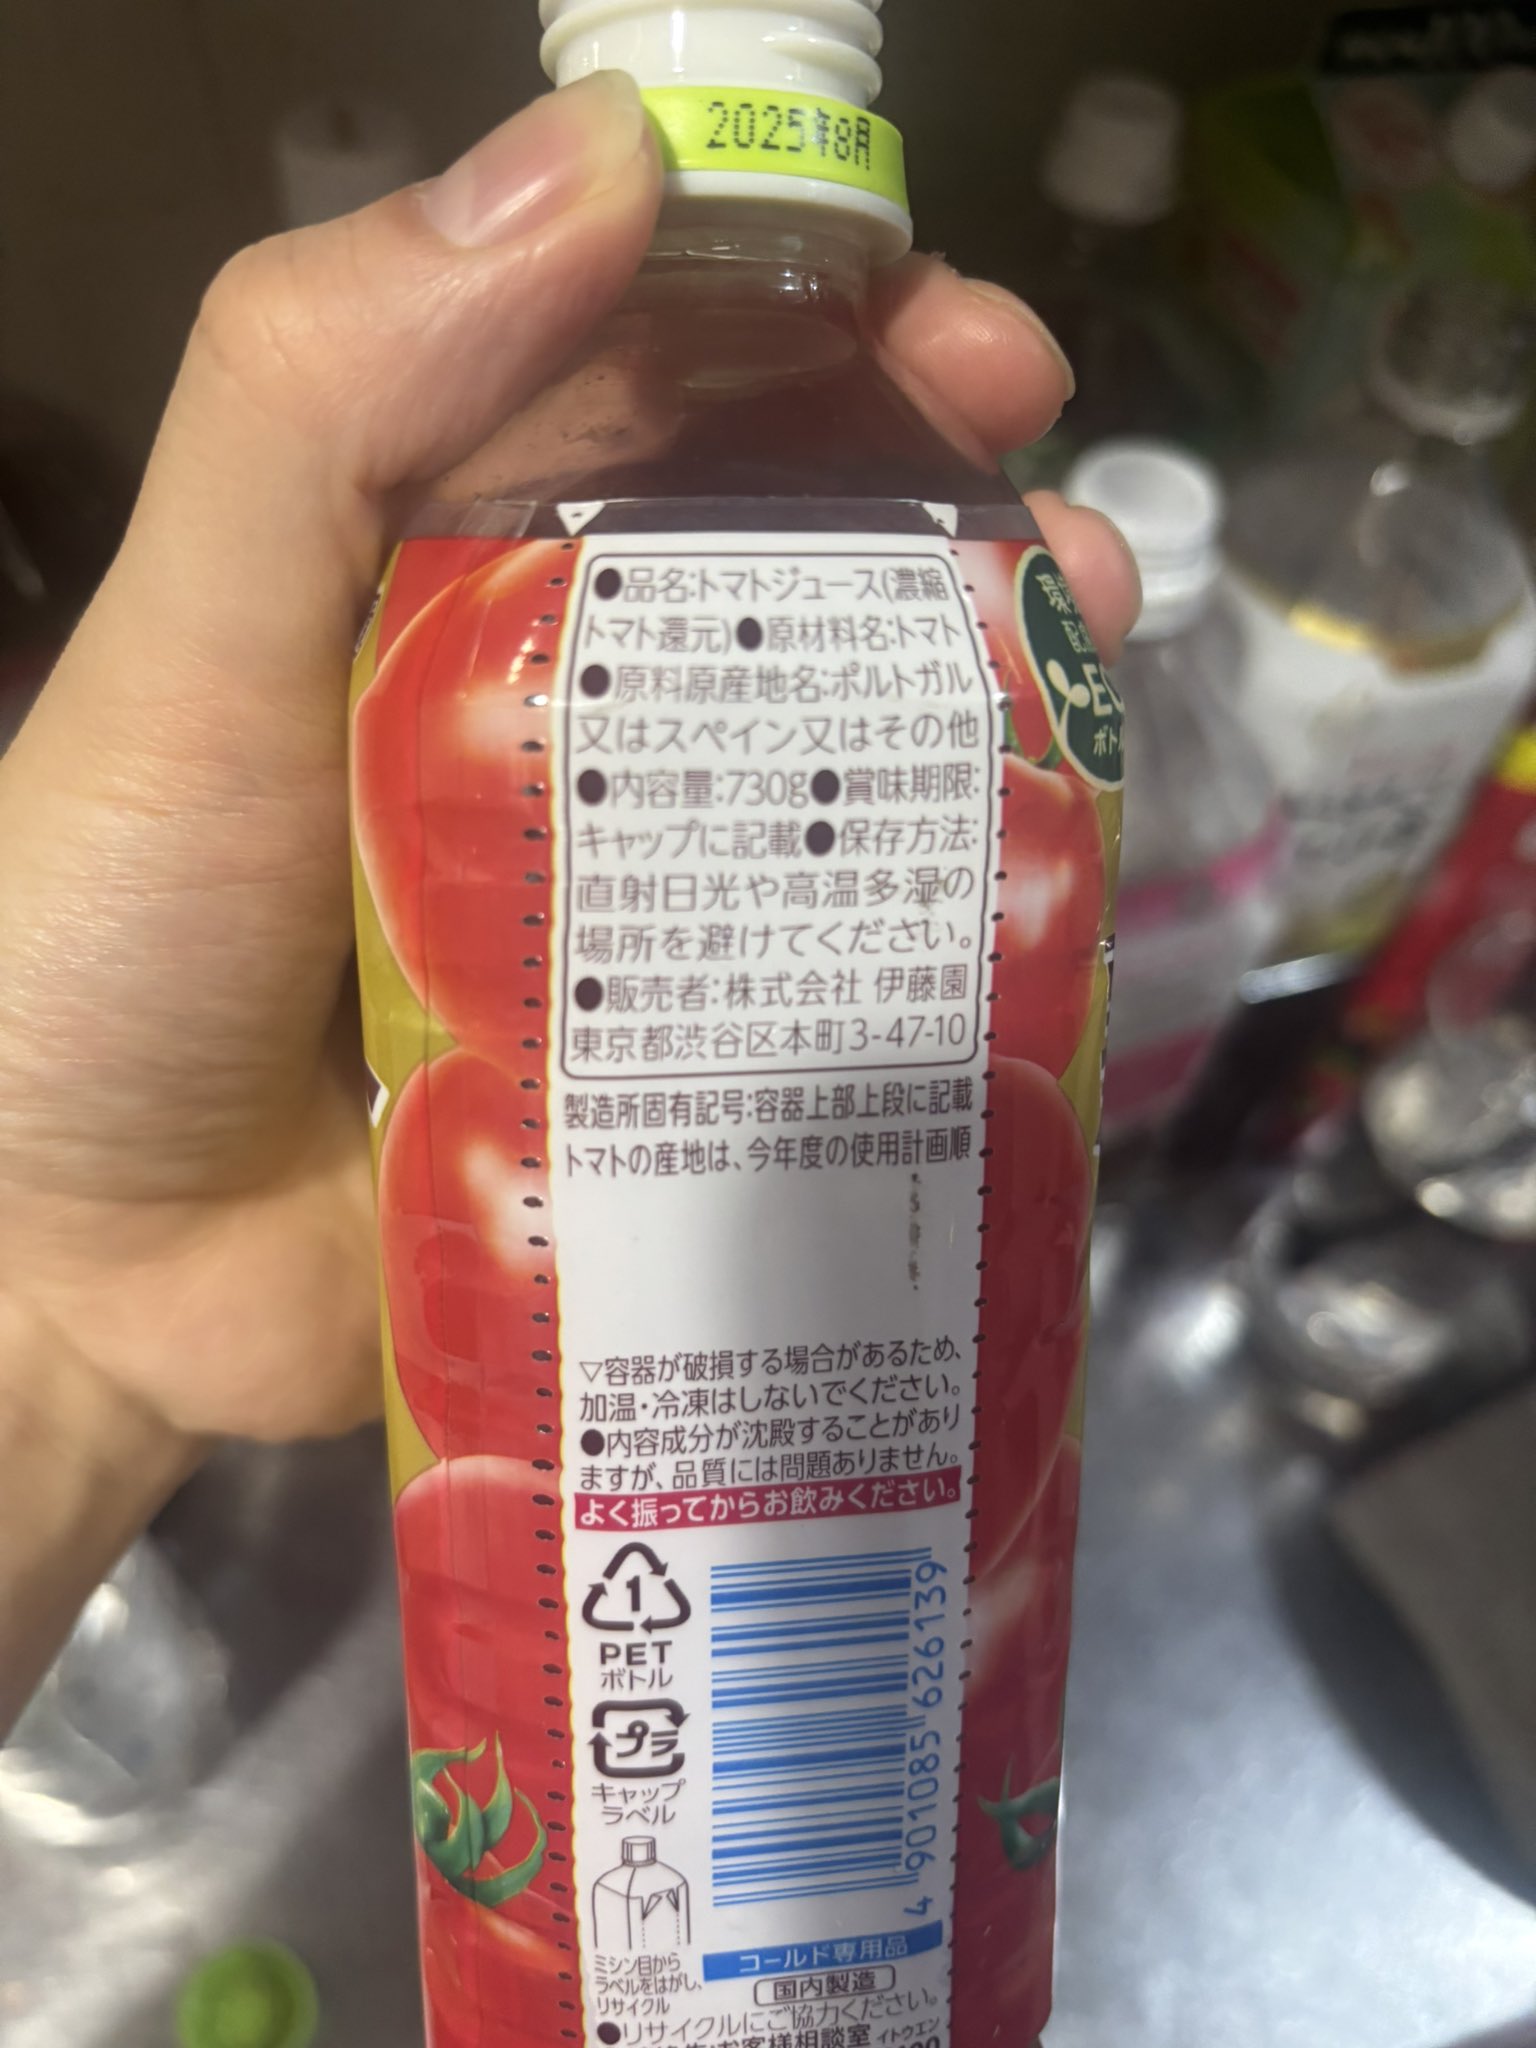 2025年8月
●品名:トマトジュース(濃縮
トマト還元)●原材料名:トマト
●原料原産地名:ポルトガル
又はスペイン又はその他
●内容量:730g●賞味期限:
キャップに記載●保存方法:
直射日光や高温多湿の
場所を避けてください。
●販売者:株式会社 伊藤園
東京都渋谷区本町3-47-10
製造所固有記号:容器上部上段に記載
トマトの産地は、今年度の使用計画順
▽容器が破損する場合があるため、
加温・冷凍はしないでください。
●内容成分が沈殿することがあり
ますが、品質には問題ありません。
よく振ってからお飲みください。
1
PET
ボトル
プラ
キャップ
ラベル
ミシン目から
ラベルをはがし、
リサイクル
4 901085 626139
コールド専用品
国内製造
●リサイクルにご協力ください。
お客様相談室 イトウエン
ボトル